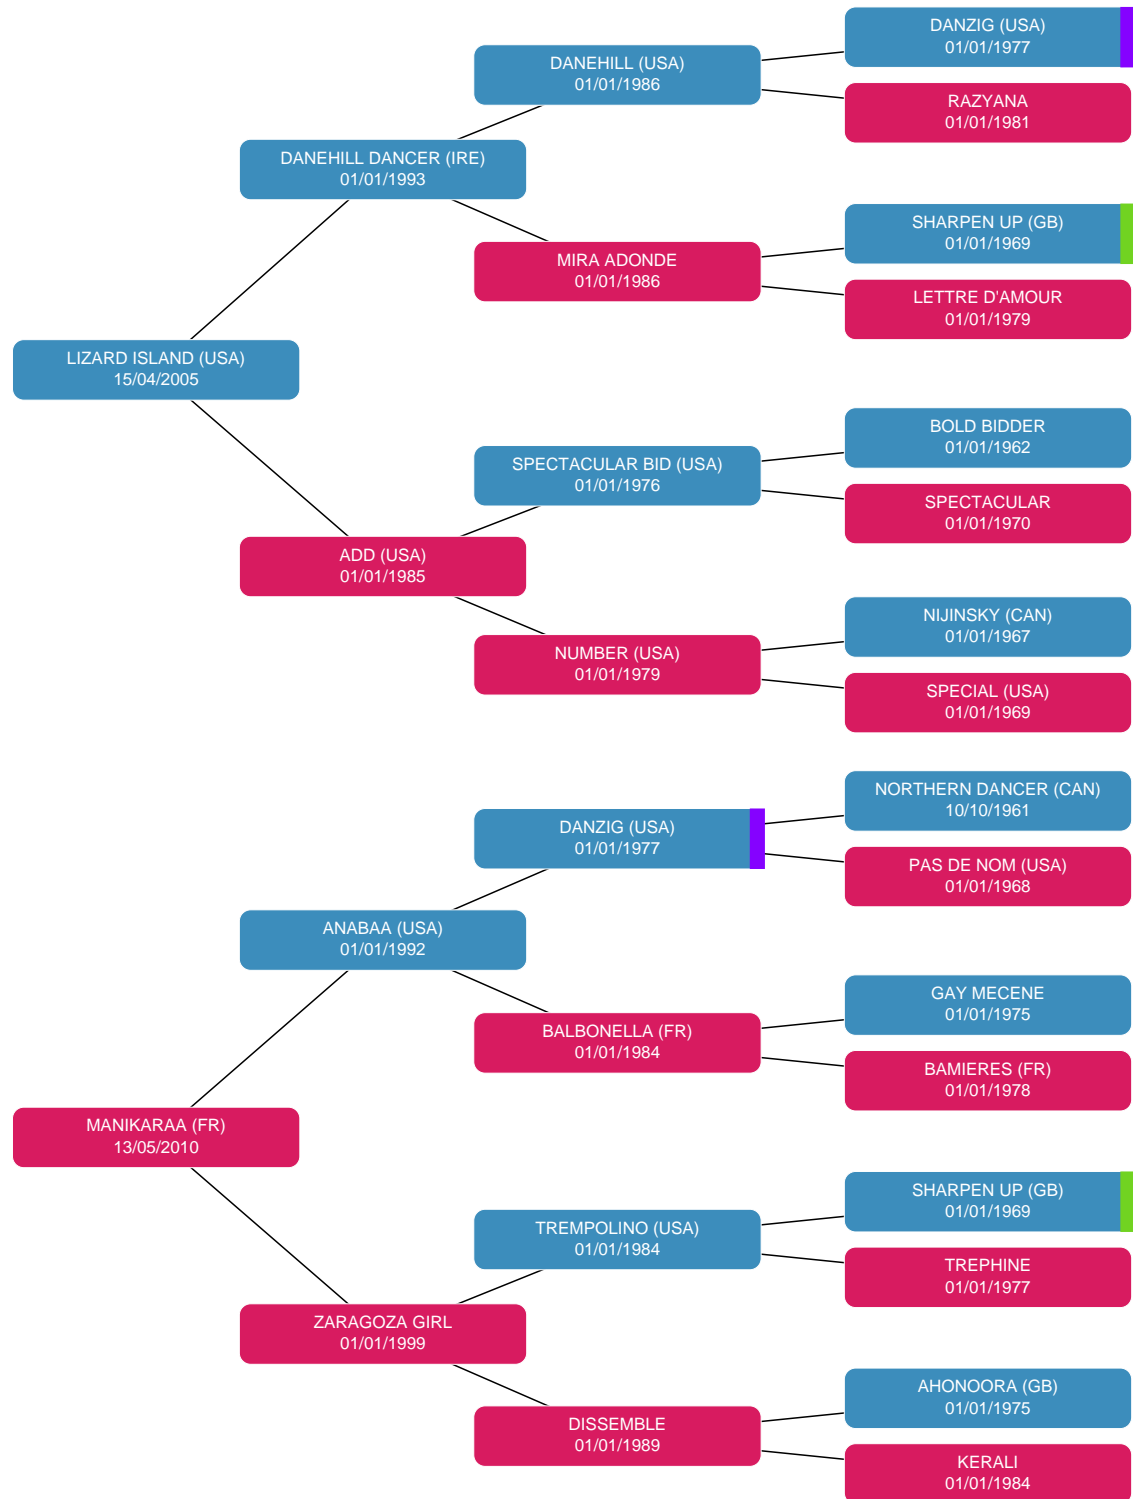 DANZIG (USA)
01/01/1977
DANEHILL (USA)
01/01/1986
RAZYANA
01/01/1981
DANEHILL DANCER (IRE)
01/01/1993
SHARPEN UP (GB)
01/01/1969
MIRA ADONDE
01/01/1986
LETTRE D'AMOUR
01/01/1979
LIZARD ISLAND (USA)
15/04/2005
BOLD BIDDER
01/01/1962
SPECTACULAR BID (USA)
01/01/1976
SPECTACULAR
01/01/1970
ADD (USA)
01/01/1985
NIJINSKY (CAN)
01/01/1967
NUMBER (USA)
01/01/1979
SPECIAL (USA)
01/01/1969
NORTHERN DANCER (CAN)
10/10/1961
DANZIG (USA)
01/01/1977
PAS DE NOM (USA)
01/01/1968
ANABAA (USA)
01/01/1992
GAY MECENE
01/01/1975
BALBONELLA (FR)
01/01/1984
BAMIERES (FR)
01/01/1978
MANIKARAA (FR)
13/05/2010
SHARPEN UP (GB)
01/01/1969
TREMPOLINO (USA)
01/01/1984
TREPHINE
01/01/1977
ZARAGOZA GIRL
01/01/1999
AHONOORA (GB)
01/01/1975
DISSEMBLE
01/01/1989
KERALI
01/01/1984